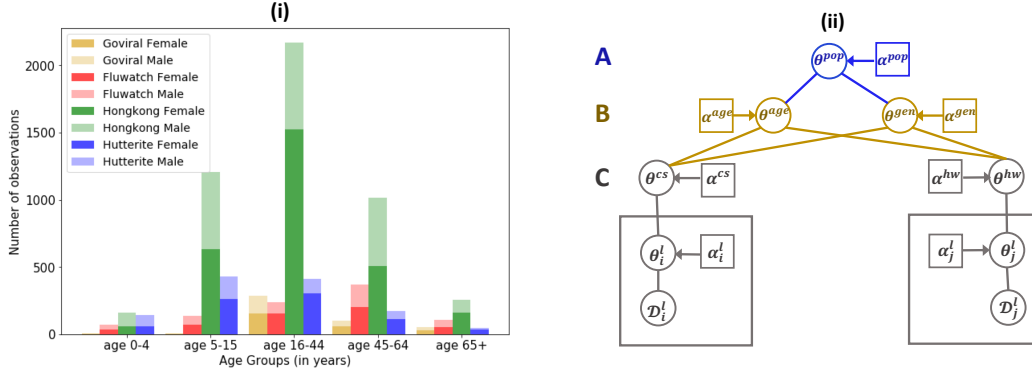 (i)
Number of observations
2000
1500
1000
500
0
Goviral Female
Goviral Male
Fluwatch Female
Fluwatch Male
Hongkong Female
Hongkong Male
Hutterite Female
Hutterite Male
age 0-4 age 5-15 age 16-44 age 45-64 age 65+
Age Groups (in years)
(ii)
A θ^pop α^pop
B α^age θ^age θ^gen α^gen
C θ^cs α^cs α^hw θ^hw
θ_i^l α_i^l α_j^l θ_j^l
𝒟_i^l 𝒟_j^l